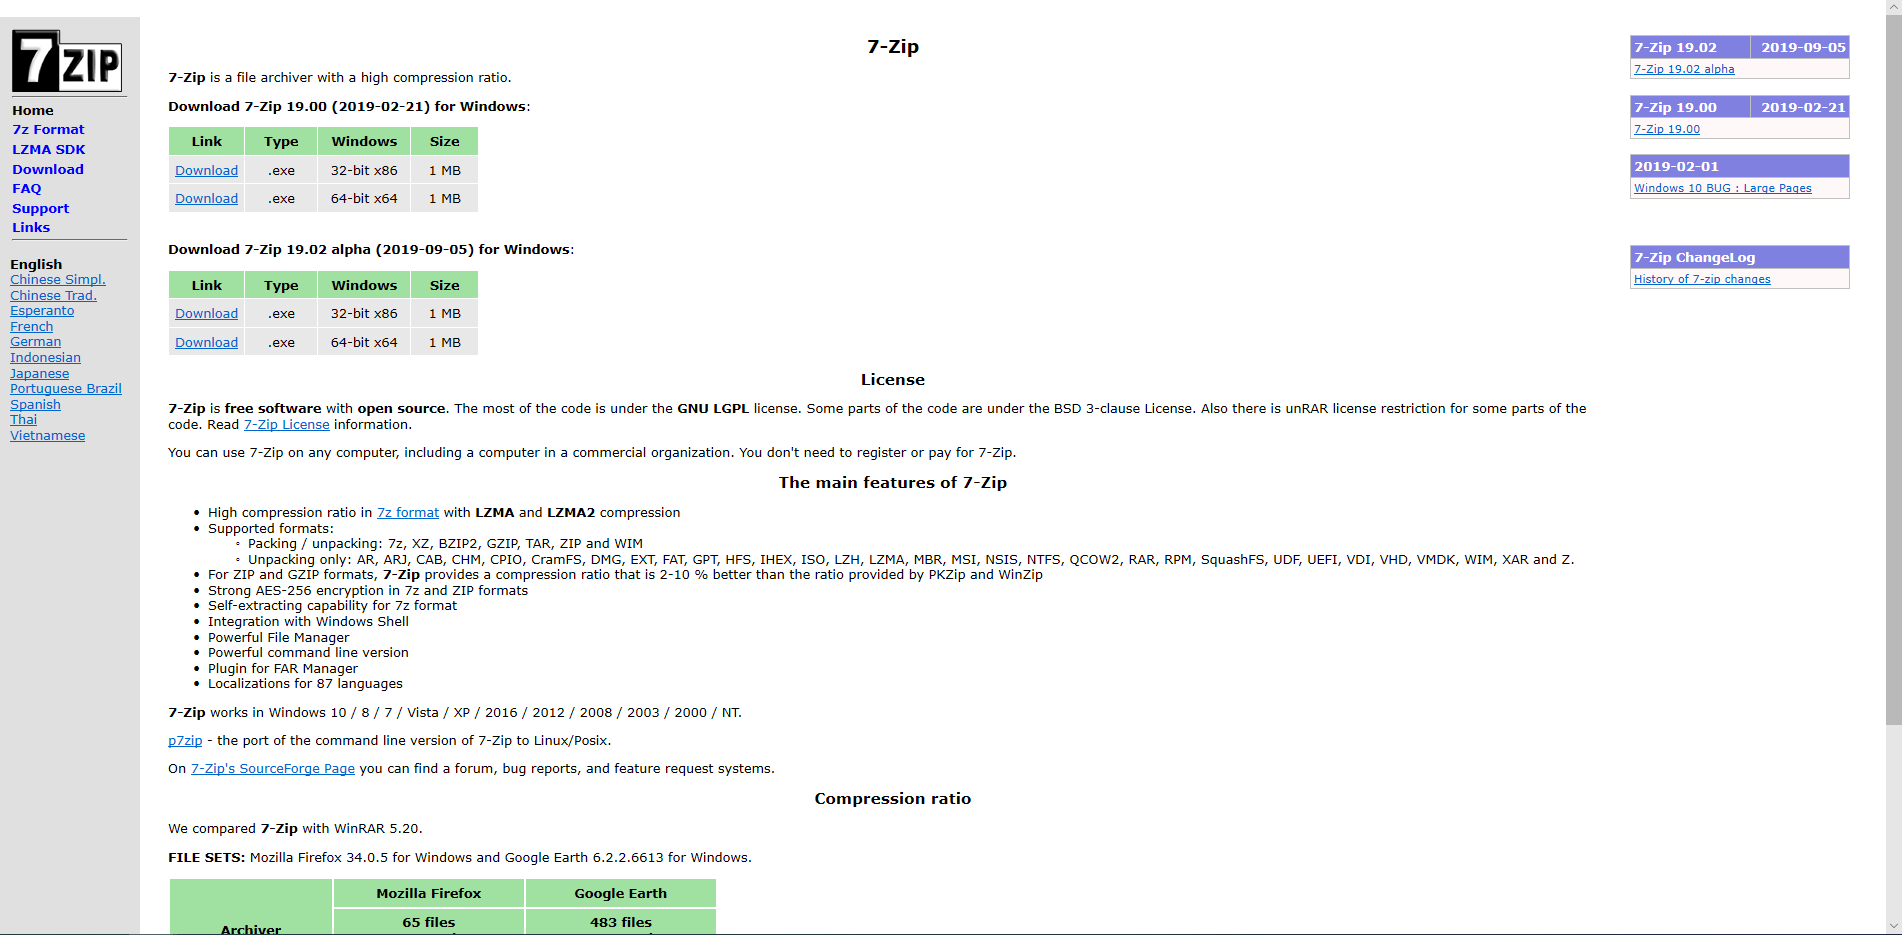 7ZIP
Home
7z Format
LZMA SDK
Download
FAQ
Support
Links
English
Chinese Simpl.
Chinese Trad.
Esperanto
French
German
Indonesian
Japanese
Portuguese Brazil
Spanish
Thai
Vietnamese
7-Zip
7-Zip is a file archiver with a high compression ratio.
Download 7-Zip 19.00 (2019-02-21) for Windows:
Link Type Windows Size
Download .exe 32-bit x86 1 MB
Download .exe 64-bit x64 1 MB
Download 7-Zip 19.02 alpha (2019-09-05) for Windows:
Link Type Windows Size
Download .exe 32-bit x86 1 MB
Download .exe 64-bit x64 1 MB
License
7-Zip is free software with open source. The most of the code is under the GNU LGPL license. Some parts of the code are under the BSD 3-clause License. Also there is unRAR license restriction for some parts of the
code. Read 7-Zip License information.
You can use 7-Zip on any computer, including a computer in a commercial organization. You don't need to register or pay for 7-Zip.
The main features of 7-Zip
• High compression ratio in 7z format with LZMA and LZMA2 compression
• Supported formats:
◦ Packing / unpacking: 7z, XZ, BZIP2, GZIP, TAR, ZIP and WIM
◦ Unpacking only: AR, ARJ, CAB, CHM, CPIO, CramFS, DMG, EXT, FAT, GPT, HFS, IHEX, ISO, LZH, LZMA, MBR, MSI, NSIS, NTFS, QCOW2, RAR, RPM, SquashFS, UDF, UEFI, VDI, VHD, VMDK, WIM, XAR and Z.
• For ZIP and GZIP formats, 7-Zip provides a compression ratio that is 2-10 % better than the ratio provided by PKZip and WinZip
• Strong AES-256 encryption in 7z and ZIP formats
• Self-extracting capability for 7z format
• Integration with Windows Shell
• Powerful File Manager
• Powerful command line version
• Plugin for FAR Manager
• Localizations for 87 languages
7-Zip works in Windows 10 / 8 / 7 / Vista / XP / 2016 / 2012 / 2008 / 2003 / 2000 / NT.
p7zip - the port of the command line version of 7-Zip to Linux/Posix.
On 7-Zip's SourceForge Page you can find a forum, bug reports, and feature request systems.
Compression ratio
We compared 7-Zip with WinRAR 5.20.
FILE SETS: Mozilla Firefox 34.0.5 for Windows and Google Earth 6.2.2.6613 for Windows.
Mozilla Firefox Google Earth
65 files 483 files
Archiver
7-Zip 19.02 2019-09-05
7-Zip 19.02 alpha
7-Zip 19.00 2019-02-21
7-Zip 19.00
2019-02-01
Windows 10 BUG : Large Pages
7-Zip ChangeLog
History of 7-zip changes